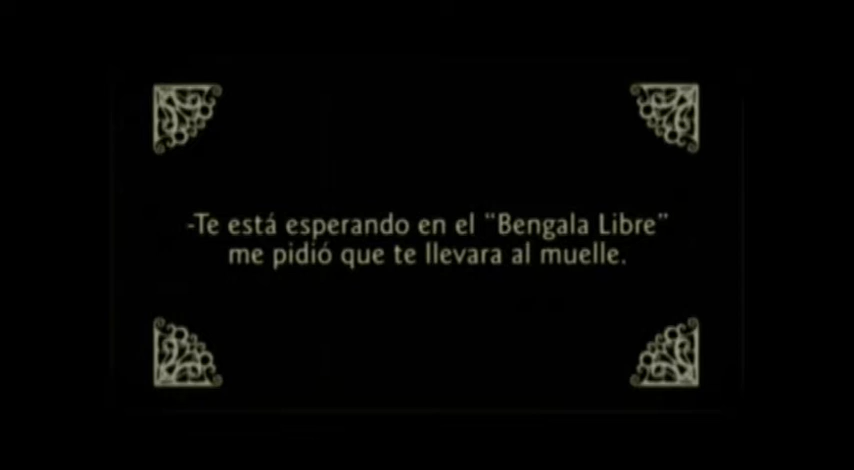 -Te está esperando en el “Bengala Libre”
me pidió que te llevara al muelle.